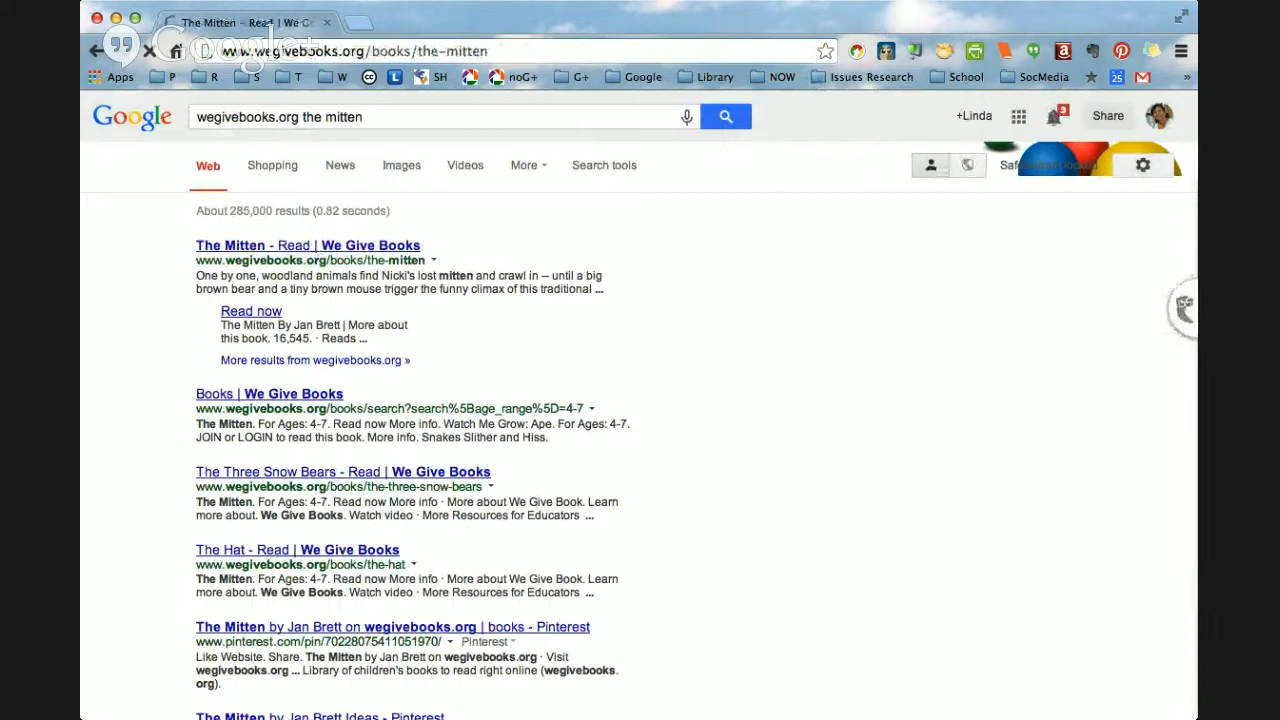 The Mitten - Read | We G
Google+
www.wegivebooks.org/books/the-mitten
Apps P R S T W SH noG+ G+ Google Library NOW Issues Research School SocMedia 25 »
Google wegivebooks.org the mitten +Linda Share
Web Shopping News Images Videos More Search tools
About 285,000 results (0.82 seconds)
The Mitten - Read | We Give Books
www.wegivebooks.org/books/the-mitten
One by one, woodland animals find Nicki's lost mitten and crawl in -- until a big
brown bear and a tiny brown mouse trigger the funny climax of this traditional ...
Read now
The Mitten By Jan Brett | More about
this book. 16,545. · Reads ...
More results from wegivebooks.org »
Books | We Give Books
www.wegivebooks.org/books/search?search%5Bage_range%5D=4-7
The Mitten. For Ages: 4-7. Read now More info. Watch Me Grow: Ape. For Ages: 4-7.
JOIN or LOGIN to read this book. More info. Snakes Slither and Hiss.
The Three Snow Bears - Read | We Give Books
www.wegivebooks.org/books/the-three-snow-bears
The Mitten. For Ages: 4-7. Read now More info · More about We Give Book. Learn
more about. We Give Books. Watch video · More Resources for Educators ...
The Hat - Read | We Give Books
www.wegivebooks.org/books/the-hat
The Mitten. For Ages: 4-7. Read now More info · More about We Give Book. Learn
more about. We Give Books. Watch video · More Resources for Educators ...
The Mitten by Jan Brett on wegivebooks.org | books - Pinterest
www.pinterest.com/pin/70228075411051970/ Pinterest
Like Website. Share. The Mitten by Jan Brett on wegivebooks.org · Visit
wegivebooks.org ... Library of children's books to read right online (wegivebooks.
org).
The Mitten by Jan Brett Ideas - Pinterest